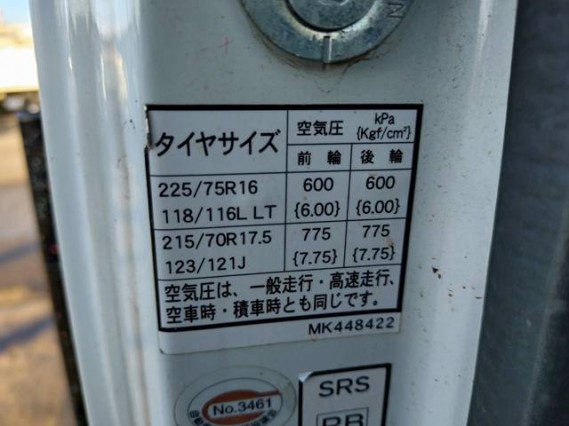 タイヤサイズ 空気圧 kPa {Kgf/cm²}
前輪 後輪
225/75R16 600 600
118/116L LT {6.00} {6.00}
215/70R17.5 775 775
123/121J {7.75} {7.75}
空気圧は、一般走行・高速走行、
空車時・積車時とも同じです。
MK448422
No.3461
SRS